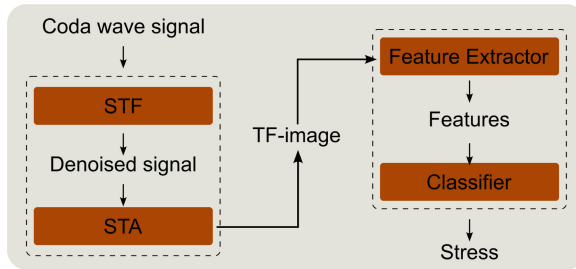 Coda wave signal
STF
Denoised signal
STA
TF-image
Feature Extractor
Features
Classifier
Stress